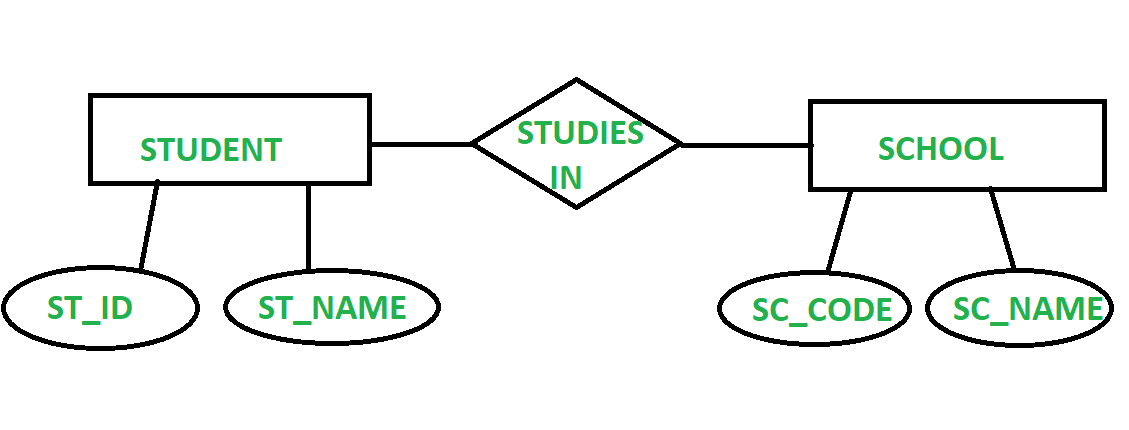 STUDENT
STUDIES
IN
SCHOOL
ST_ID
ST_NAME
SC_CODE
SC_NAME